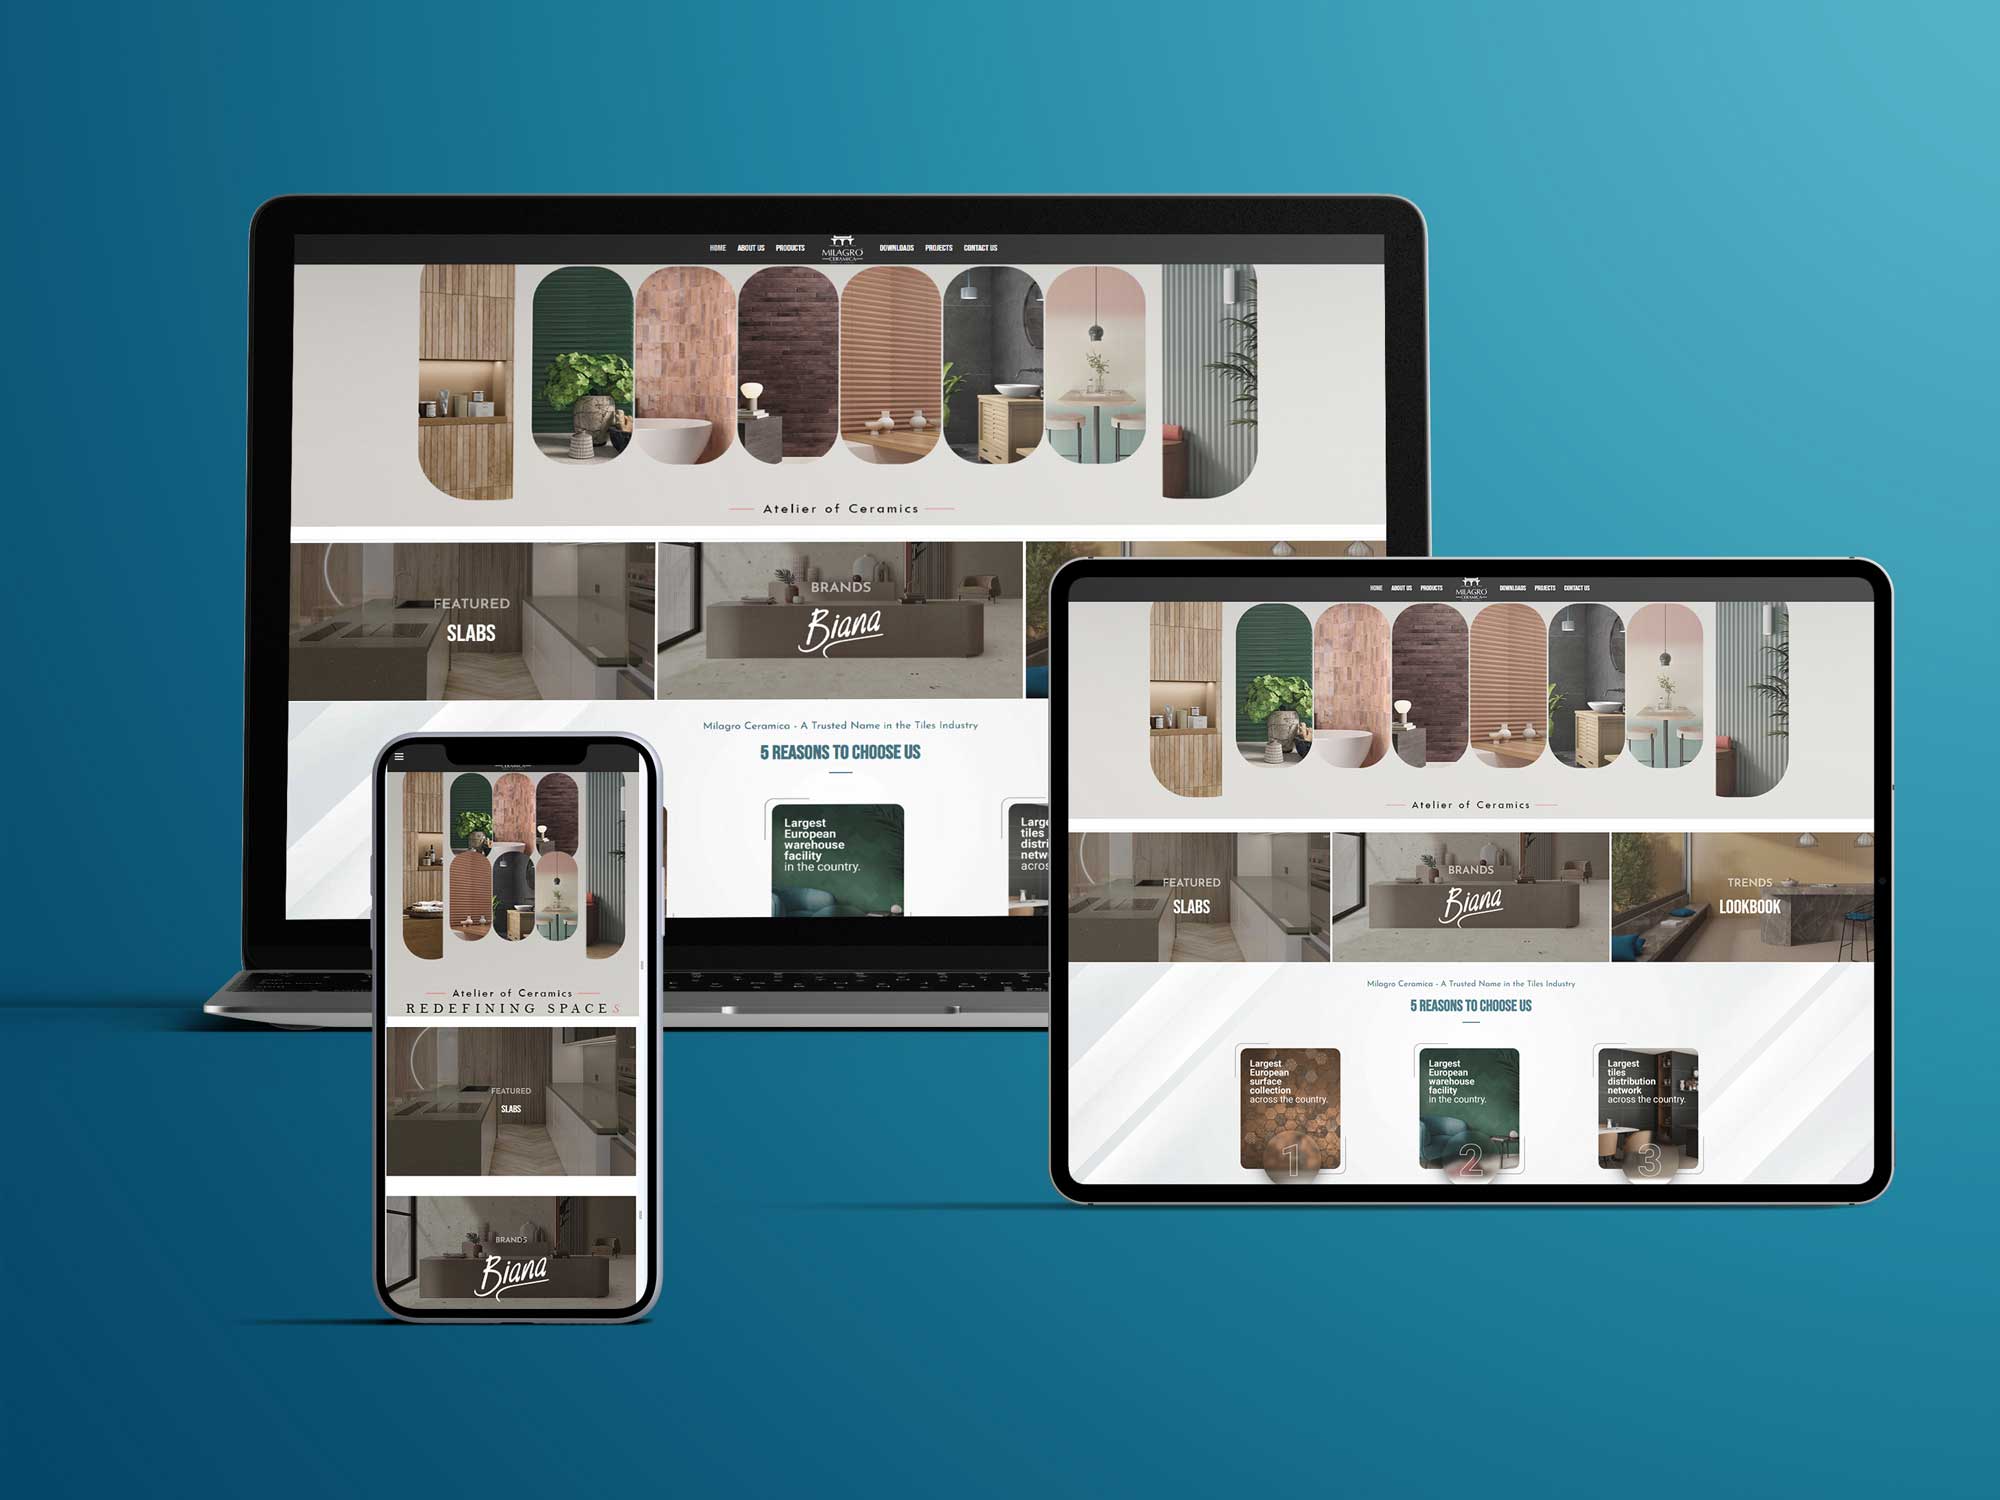 HOME ABOUT US PRODUCTS MILAGRO CERAMICA DOWNLOADS PROJECTS CONTACT US
Atelier of Ceramics
FEATURED
SLABS
BRANDS
Biana
Milagro Ceramica - A Trusted Name in the Tiles Industry
5 REASONS TO CHOOSE US
Largest
European
warehouse
facility
in the country.
HOME ABOUT US PRODUCTS MILAGRO CERAMICA DOWNLOADS PROJECTS CONTACT US
Atelier of Ceramics
FEATURED
SLABS
BRANDS
Biana
TRENDS
LOOKBOOK
Milagro Ceramica - A Trusted Name in the Tiles Industry
5 REASONS TO CHOOSE US
Largest
European
surface
collection
across the country.
1
Largest
European
warehouse
facility
in the country.
2
Largest
tiles
distribution
network
across the country.
3
Atelier of Ceramics
REDEFINING SPACES
FEATURED
SLABS
BRANDS
Biana